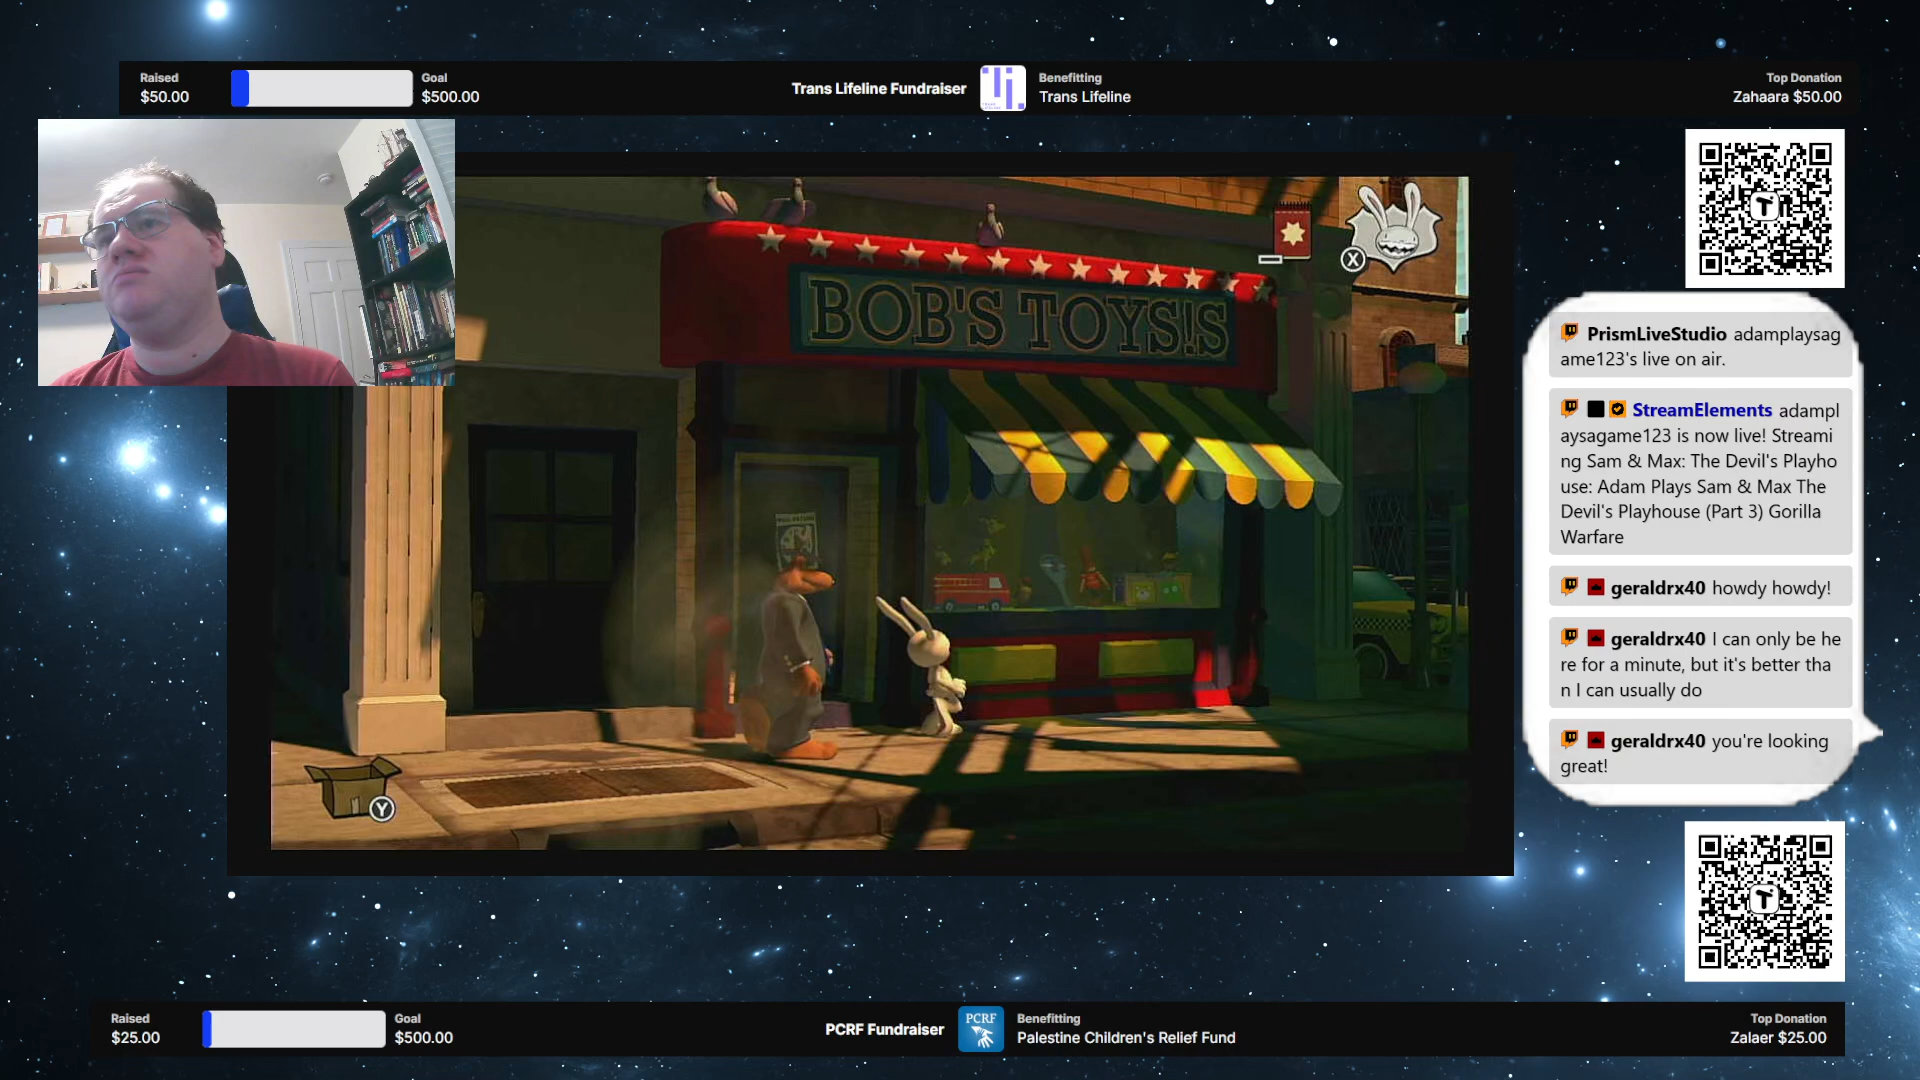 Raised
$50.00
Goal
$500.00
Trans Lifeline Fundraiser
Benefitting
Trans Lifeline
Top Donation
Zahaara $50.00
X
BOB'S TOYS!S
Y
PrismLiveStudio adamplaysag
ame123's live on air.
StreamElements adampl
aysagame123 is now live! Streami
ng Sam & Max: The Devil's Playho
use: Adam Plays Sam & Max The
Devil's Playhouse (Part 3) Gorilla
Warfare
geraldrx40 howdy howdy!
geraldrx40 I can only be he
re for a minute, but it's better tha
n I can usually do
geraldrx40 you're looking
great!
Raised
$25.00
Goal
$500.00
PCRF Fundraiser
PCRF
Benefitting
Palestine Children's Relief Fund
Top Donation
Zalaer $25.00